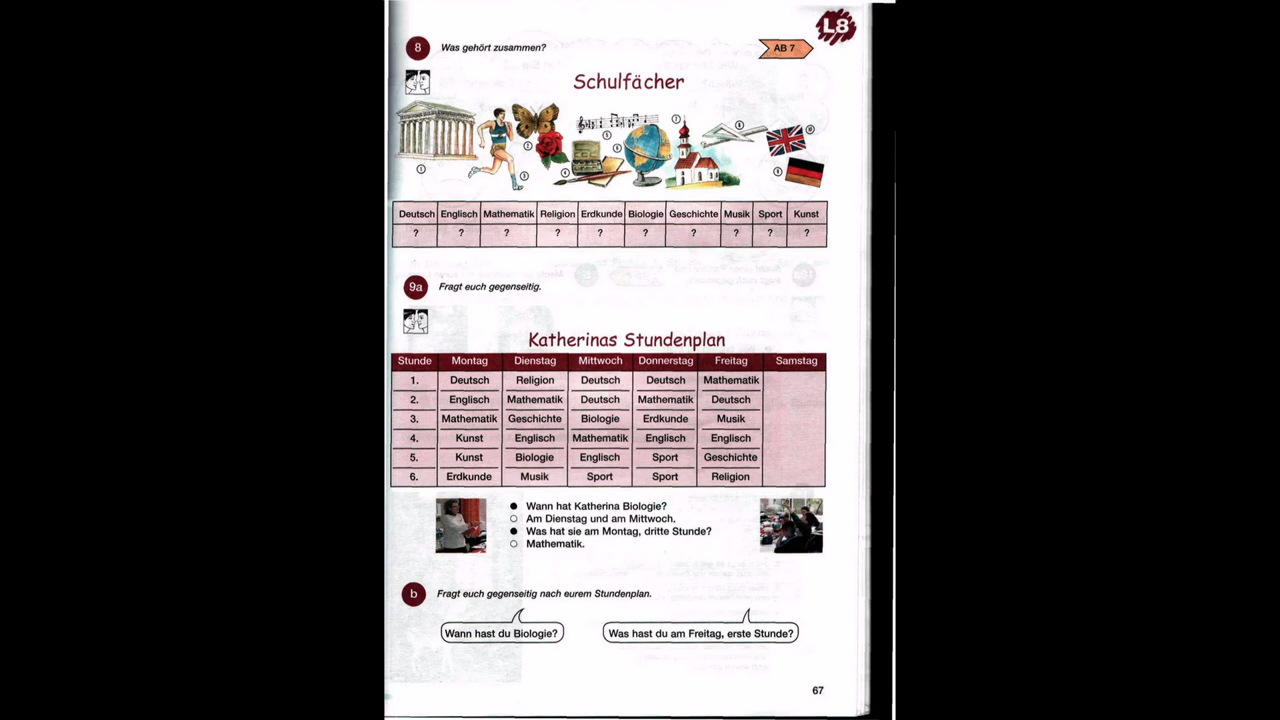 L8
8 Was gehört zusammen?
AB 7
Schulfächer
Deutsch Englisch Mathematik Religion Erdkunde Biologie Geschichte Musik Sport Kunst
? ? ? ? ? ? ? ? ? ?
9a Fragt euch gegenseitig.
Katherinas Stundenplan
Stunde Montag Dienstag Mittwoch Donnerstag Freitag Samstag
1. Deutsch Religion Deutsch Deutsch Mathematik
2. Englisch Mathematik Deutsch Mathematik Deutsch
3. Mathematik Geschichte Biologie Erdkunde Musik
4. Kunst Englisch Mathematik Englisch Englisch
5. Kunst Biologie Englisch Sport Geschichte
6. Erdkunde Musik Sport Sport Religion
● Wann hat Katherina Biologie?
○ Am Dienstag und am Mittwoch.
● Was hat sie am Montag, dritte Stunde?
○ Mathematik.
b Fragt euch gegenseitig nach eurem Stundenplan.
Wann hast du Biologie?
Was hast du am Freitag, erste Stunde?
67